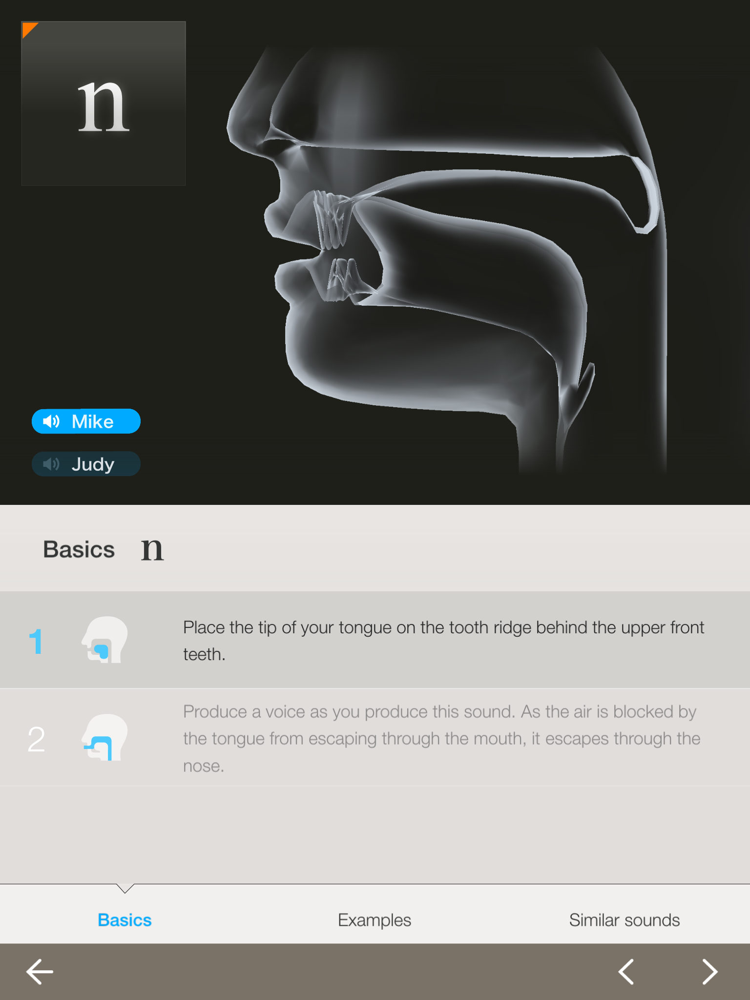 n
Mike
Judy
Basics n
1
Place the tip of your tongue on the tooth ridge behind the upper front
teeth.
2
Produce a voice as you produce this sound. As the air is blocked by
the tongue from escaping through the mouth, it escapes through the
nose.
Basics
Examples
Similar sounds